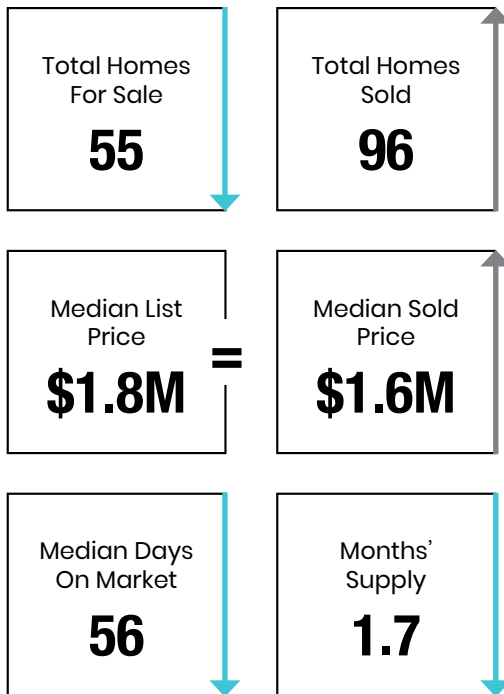 Total Homes
For Sale
55
Total Homes
Sold
96
Median List
Price
$1.8M
=
Median Sold
Price
$1.6M
Median Days
On Market
56
Months’
Supply
1.7